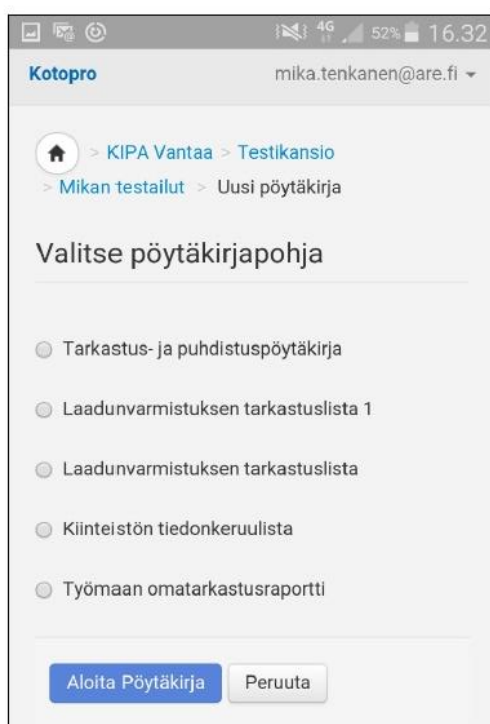 4G 52% 16.32
Kotopro mika.tenkanen@are.fi
> KIPA Vantaa > Testikansio
> Mikan testailut > Uusi pöytäkirja
Valitse pöytäkirjapohja
Tarkastus- ja puhdistuspöytäkirja
Laadunvarmistuksen tarkastuslista 1
Laadunvarmistuksen tarkastuslista
Kiinteistön tiedonkeruulista
Työmaan omatarkastusraportti
Aloita Pöytäkirja Peruuta